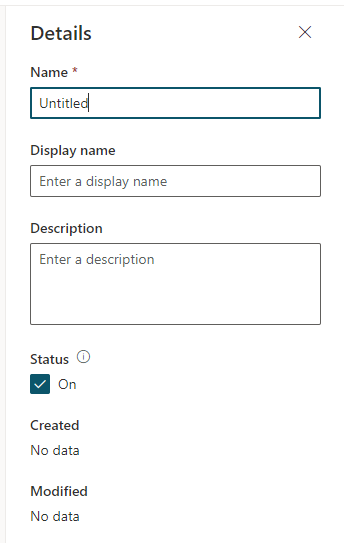 Details
Name *
Untitled
Display name
Enter a display name
Description
Enter a description
Status
On
Created
No data
Modified
No data